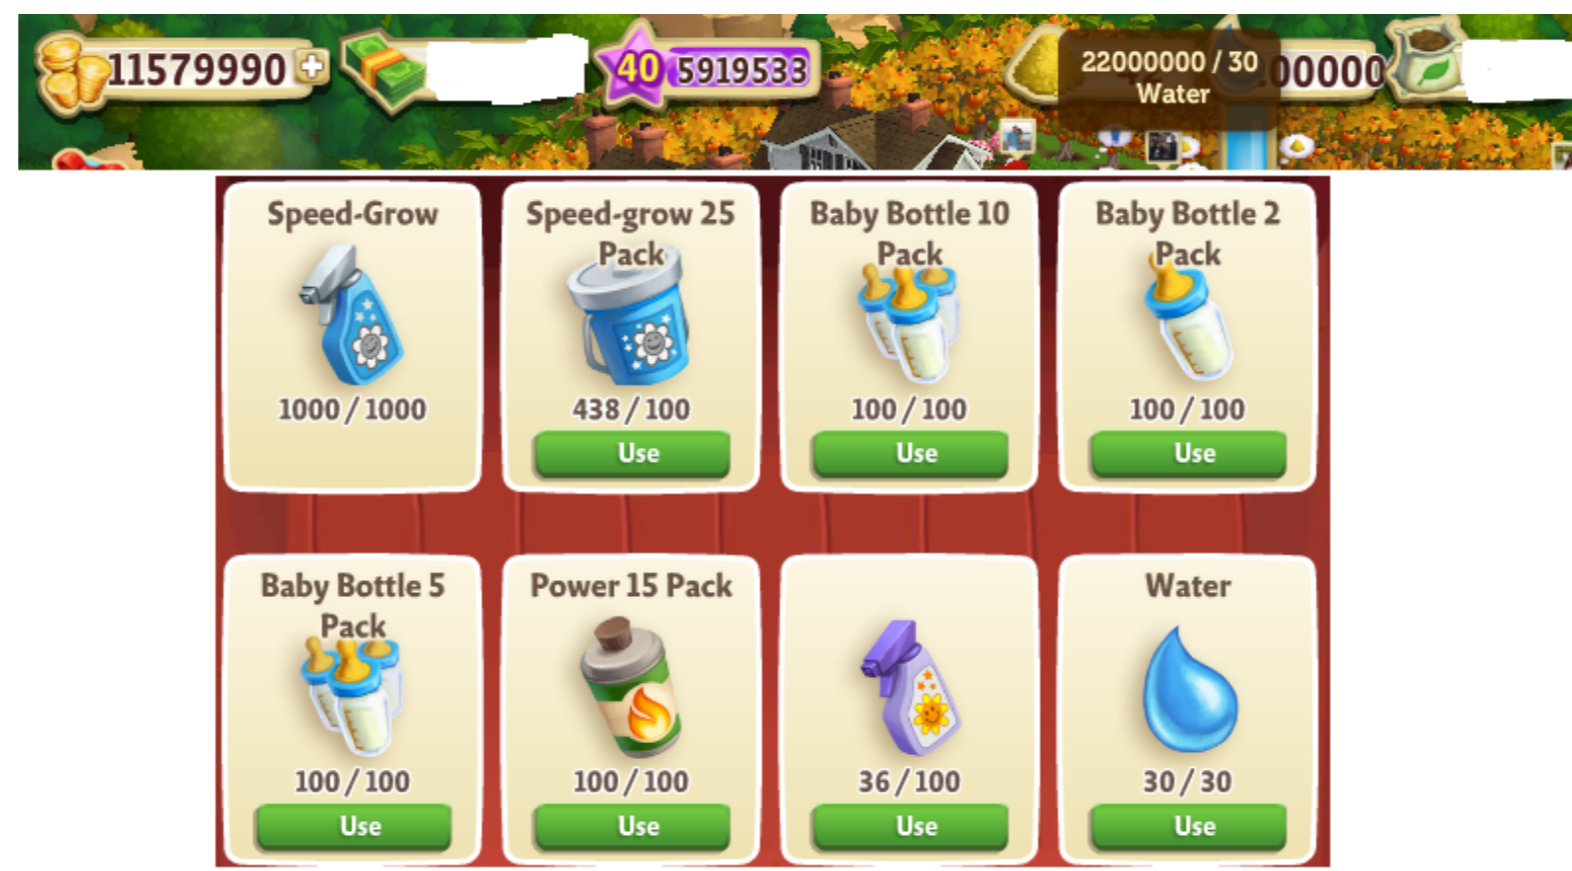 11579990
40
5919533
22000000 / 30
Water
00000
Speed-Grow
1000 / 1000
Speed-grow 25
Pack
438 / 100
Use
Baby Bottle 10
Pack
100 / 100
Use
Baby Bottle 2
Pack
100 / 100
Use
Baby Bottle 5
Pack
100 / 100
Use
Power 15 Pack
100 / 100
Use
36 / 100
Use
Water
30 / 30
Use